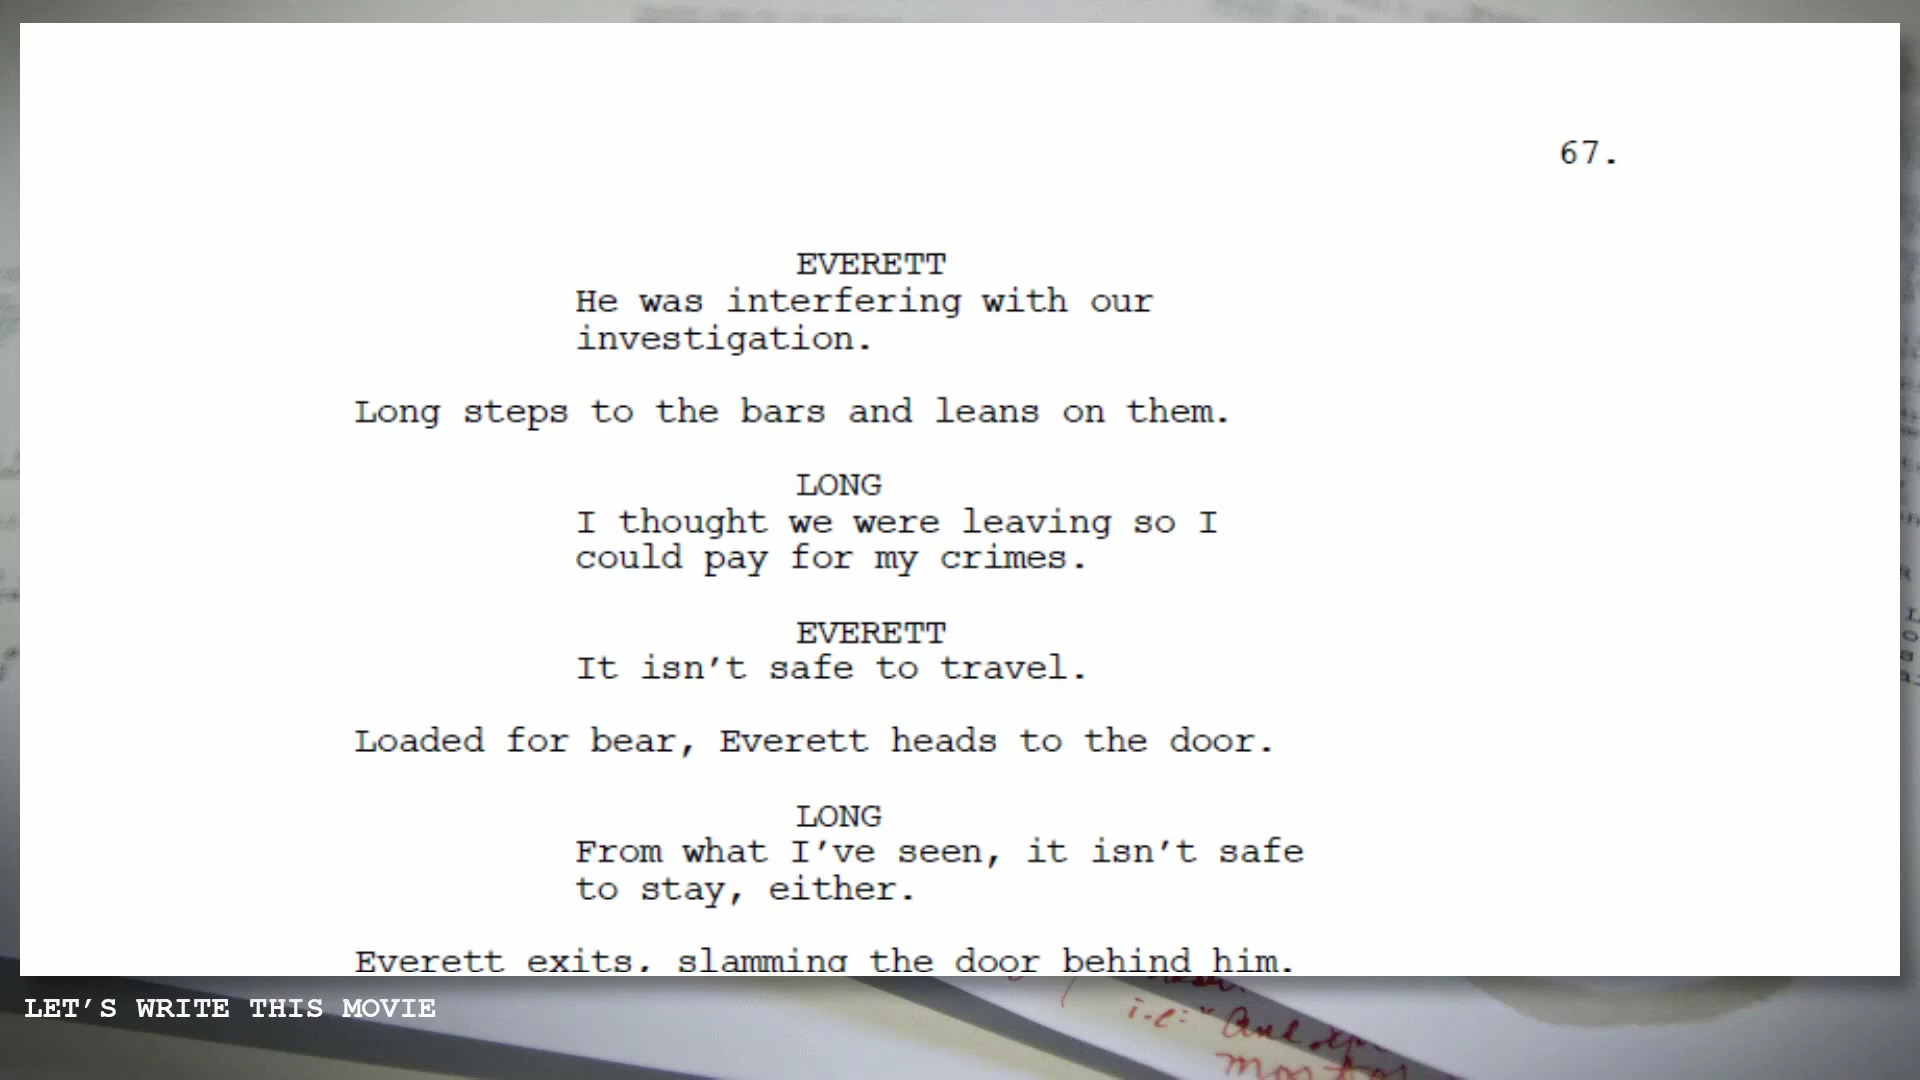 67.
EVERETT
He was interfering with our
investigation.
Long steps to the bars and leans on them.
LONG
I thought we were leaving so I
could pay for my crimes.
EVERETT
It isn't safe to travel.
Loaded for bear, Everett heads to the door.
LONG
From what I've seen, it isn't safe
to stay, either.
Everett exits, slamming the door behind him.
LET'S WRITE THIS MOVIE
i.e:" And